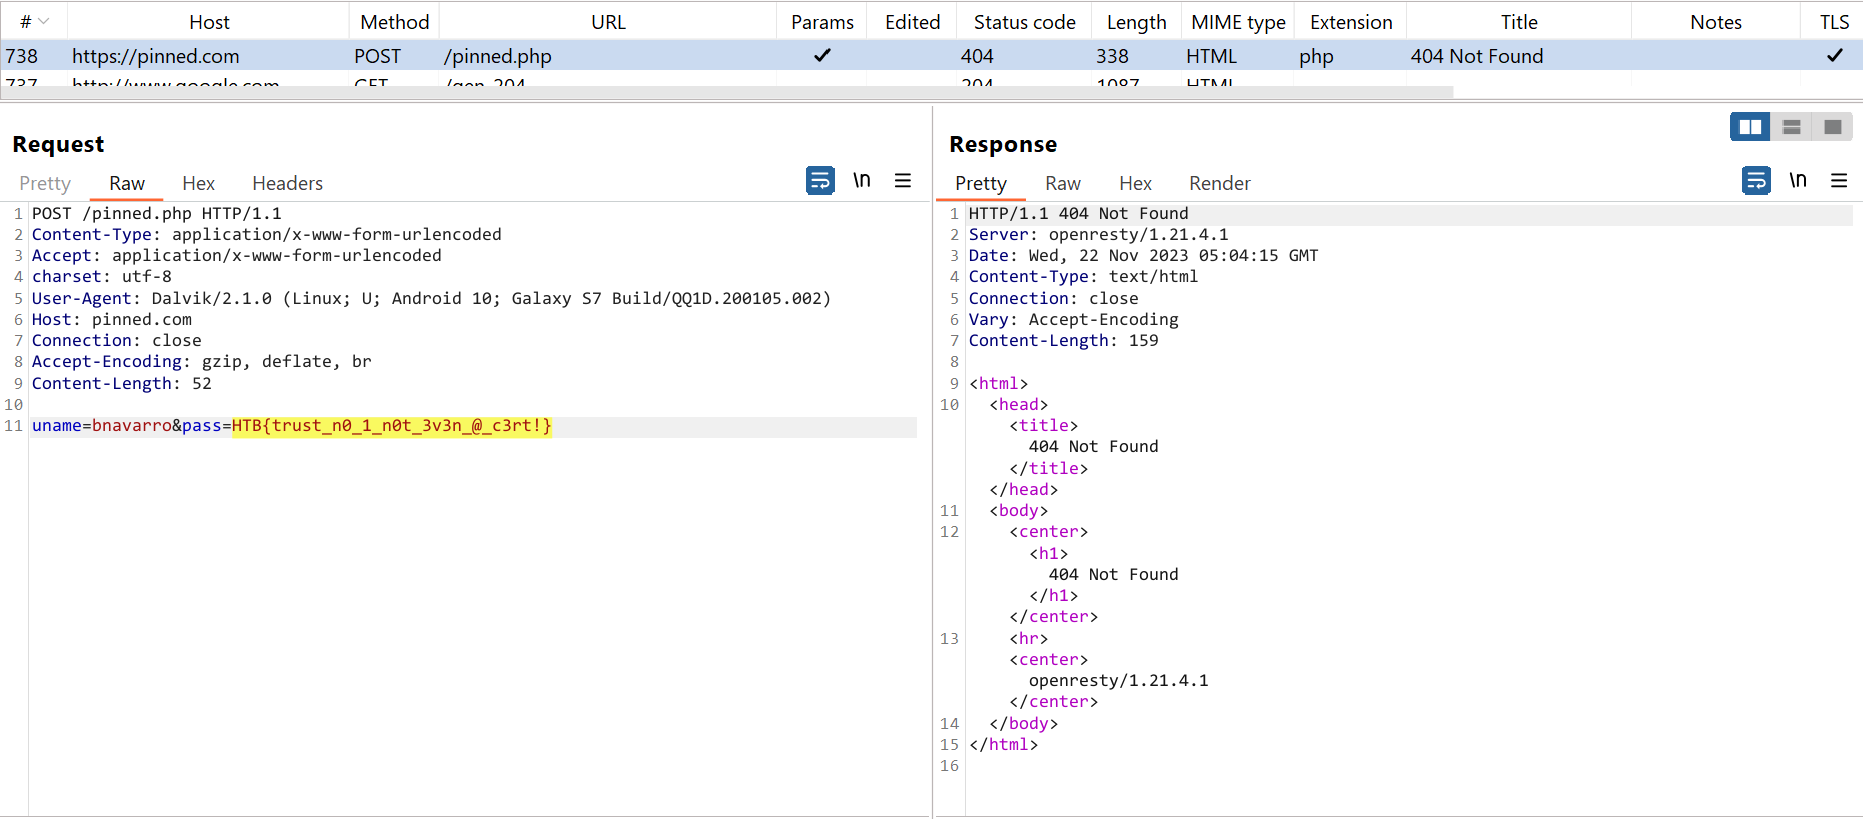 # Host Method URL Params Edited Status code Length MIME type Extension Title Notes TLS
738 https://pinned.com POST /pinned.php ✓ 404 338 HTML php 404 Not Found ✓
737 http://www.google.com GET /gen_204 204 1087 HTML
Request
Pretty Raw Hex Headers \n
1 POST /pinned.php HTTP/1.1
2 Content-Type: application/x-www-form-urlencoded
3 Accept: application/x-www-form-urlencoded
4 charset: utf-8
5 User-Agent: Dalvik/2.1.0 (Linux; U; Android 10; Galaxy S7 Build/QQ1D.200105.002)
6 Host: pinned.com
7 Connection: close
8 Accept-Encoding: gzip, deflate, br
9 Content-Length: 52
10
11 uname=bnavarro&pass=HTB{trust_n0_1_n0t_3v3n_@_c3rt!}
Response
Pretty Raw Hex Render \n
1 HTTP/1.1 404 Not Found
2 Server: openresty/1.21.4.1
3 Date: Wed, 22 Nov 2023 05:04:15 GMT
4 Content-Type: text/html
5 Connection: close
6 Vary: Accept-Encoding
7 Content-Length: 159
8
9 <html>
10 <head>
<title>
404 Not Found
</title>
</head>
11 <body>
12 <center>
<h1>
404 Not Found
</h1>
</center>
13 <hr>
<center>
openresty/1.21.4.1
</center>
14 </body>
15 </html>
16